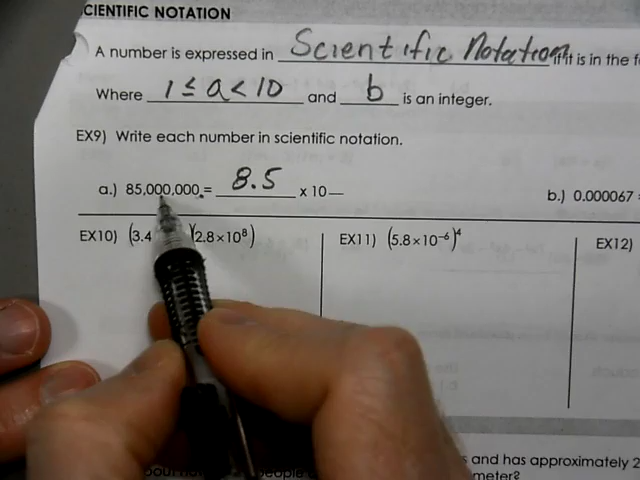 CIENTIFIC NOTATION
A number is expressed in Scientific Notation if it is in the f
Where 1 ≤ a < 10 and b is an integer.
EX9) Write each number in scientific notation.
a.) 85,000,000. = 8.5 x 10
b.) 0.000067 =
EX10) (3.4 )(2.8×10⁸)
EX11) (5.8×10⁻⁶)⁴
EX12)
s and has approximately 2
people
meter?